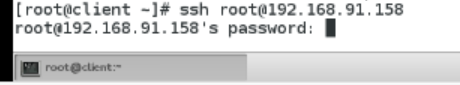 [root@client ~]# ssh root@192.168.91.158
root@192.168.91.158's password:
root@client:~